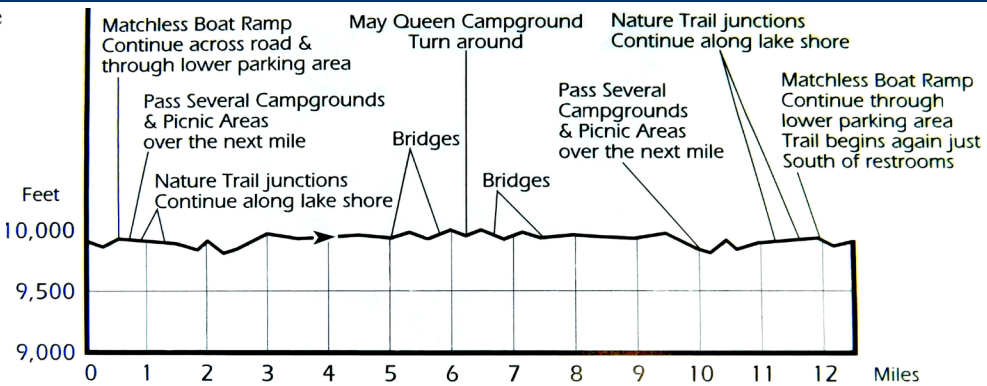 Matchless Boat Ramp
Continue across road &
through lower parking area
May Queen Campground
Turn around
Nature Trail junctions
Continue along lake shore
Pass Several Campgrounds
& Picnic Areas
over the next mile
Bridges
Pass Several
Campgrounds
& Picnic Areas
over the next mile
Matchless Boat Ramp
Continue through
lower parking area
Trail begins again just
South of restrooms
Nature Trail junctions
Continue along lake shore
Bridges
Feet
10,000
9,500
9,000
0 1 2 3 4 5 6 7 8 9 10 11 12 Miles